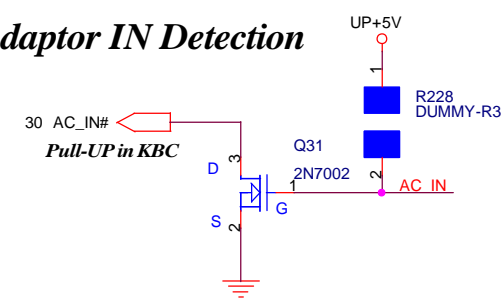 daptor IN Detection
UP+5V
1
R228
DUMMY-R3
30 AC_IN#
Pull-UP in KBC
Q31
2N7002
D
3
1
2
AC_IN
G
S
2